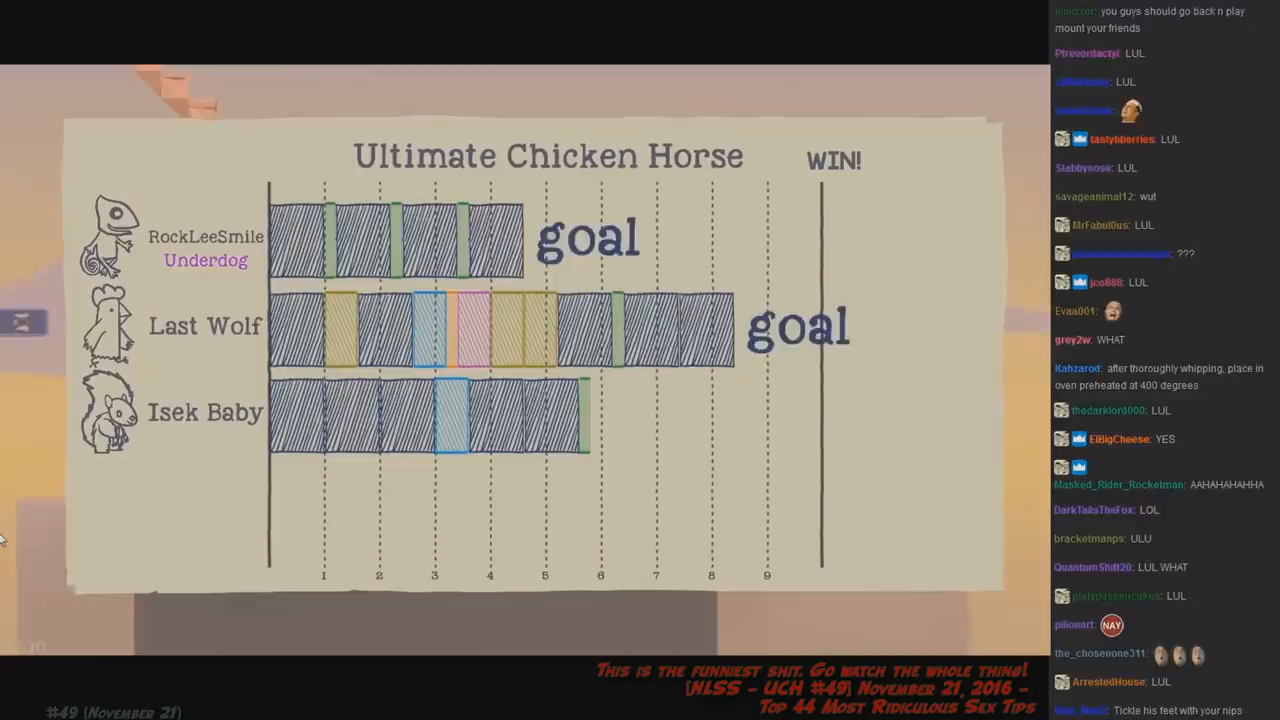 Ultimate Chicken Horse
WIN!
RockLeeSmile
Underdog
goal
Last Wolf
goal
Isek Baby
1 2 3 4 5 6 7 8 9
you guys should go back n play
mount your friends
Ptrevordactyl: LUL
LUL
tastybberries: LUL
Stabbynose: LUL
savageanimal12: wut
MrFabul0us: LUL
???
jco886: LUL
Evaa001:
grey2w: WHAT
Kahzarod: after thoroughly whipping, place in
oven preheated at 400 degrees
thedarklord000: LUL
ElBigCheese: YES
Masked_Rider_Rocketman: AAHAHAHAHHA
DarkTailsTheFox: LOL
bracketmanps: ULU
QuantumShift20: LUL WHAT
platypuspancakes: LUL
pilionart: NAY
the_chosenone311:
ArrestedHouse: LUL
Tickle his feet with your nips
This is the funniest shit. Go watch the whole thing!
[NLSS - UCH #49] November 21, 2016 -
Top 44 Most Ridiculous Sex Tips
#49 (November 21)